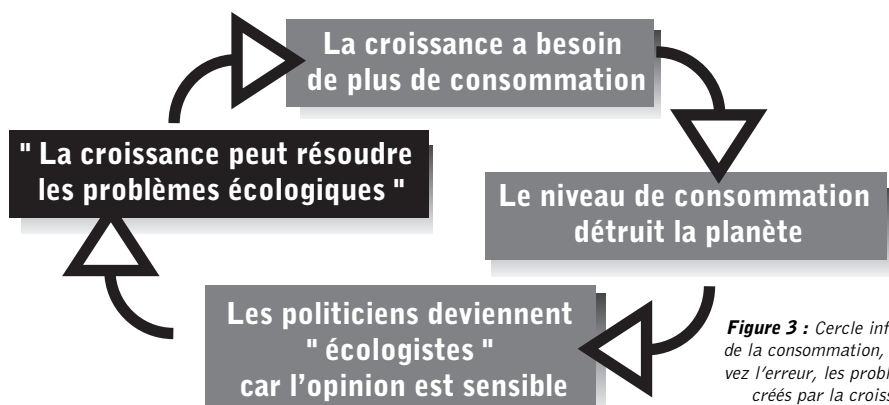 La croissance a besoin
de plus de consommation
" La croissance peut résoudre
les problèmes écologiques "
Le niveau de consommation
détruit la planète
Les politiciens deviennent
" écologistes "
car l'opinion est sensible
Figure 3 : Cercle inf
de la consommation,
vez l'erreur, les probl
créés par la croiss